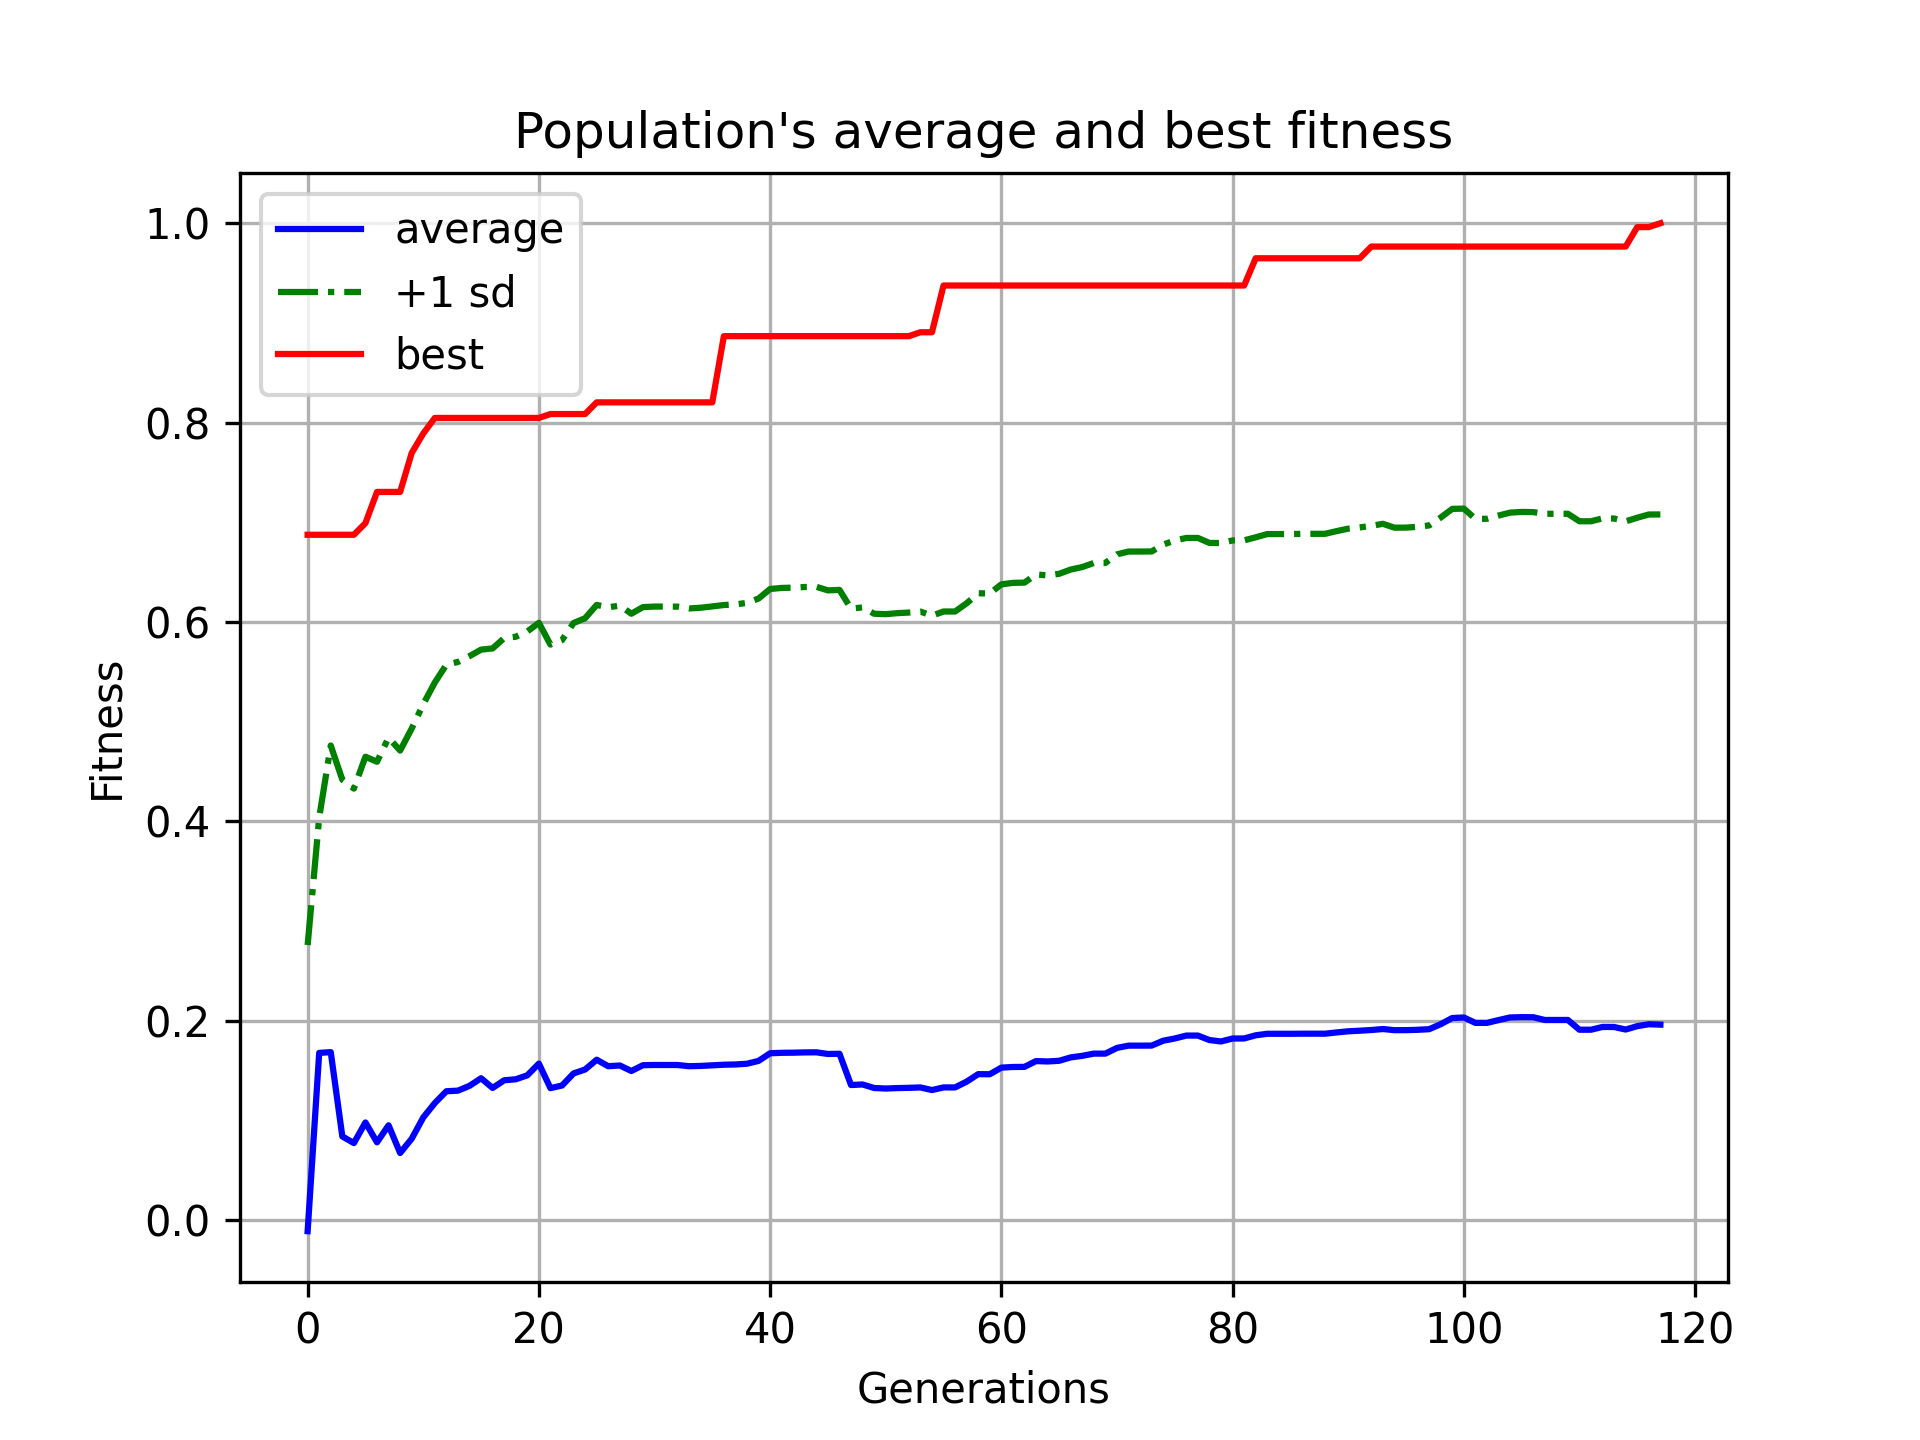 Population's average and best fitness
average
+1 sd
best
1.0
0.8
0.6
0.4
0.2
0.0
Fitness
0 20 40 60 80 100 120
Generations